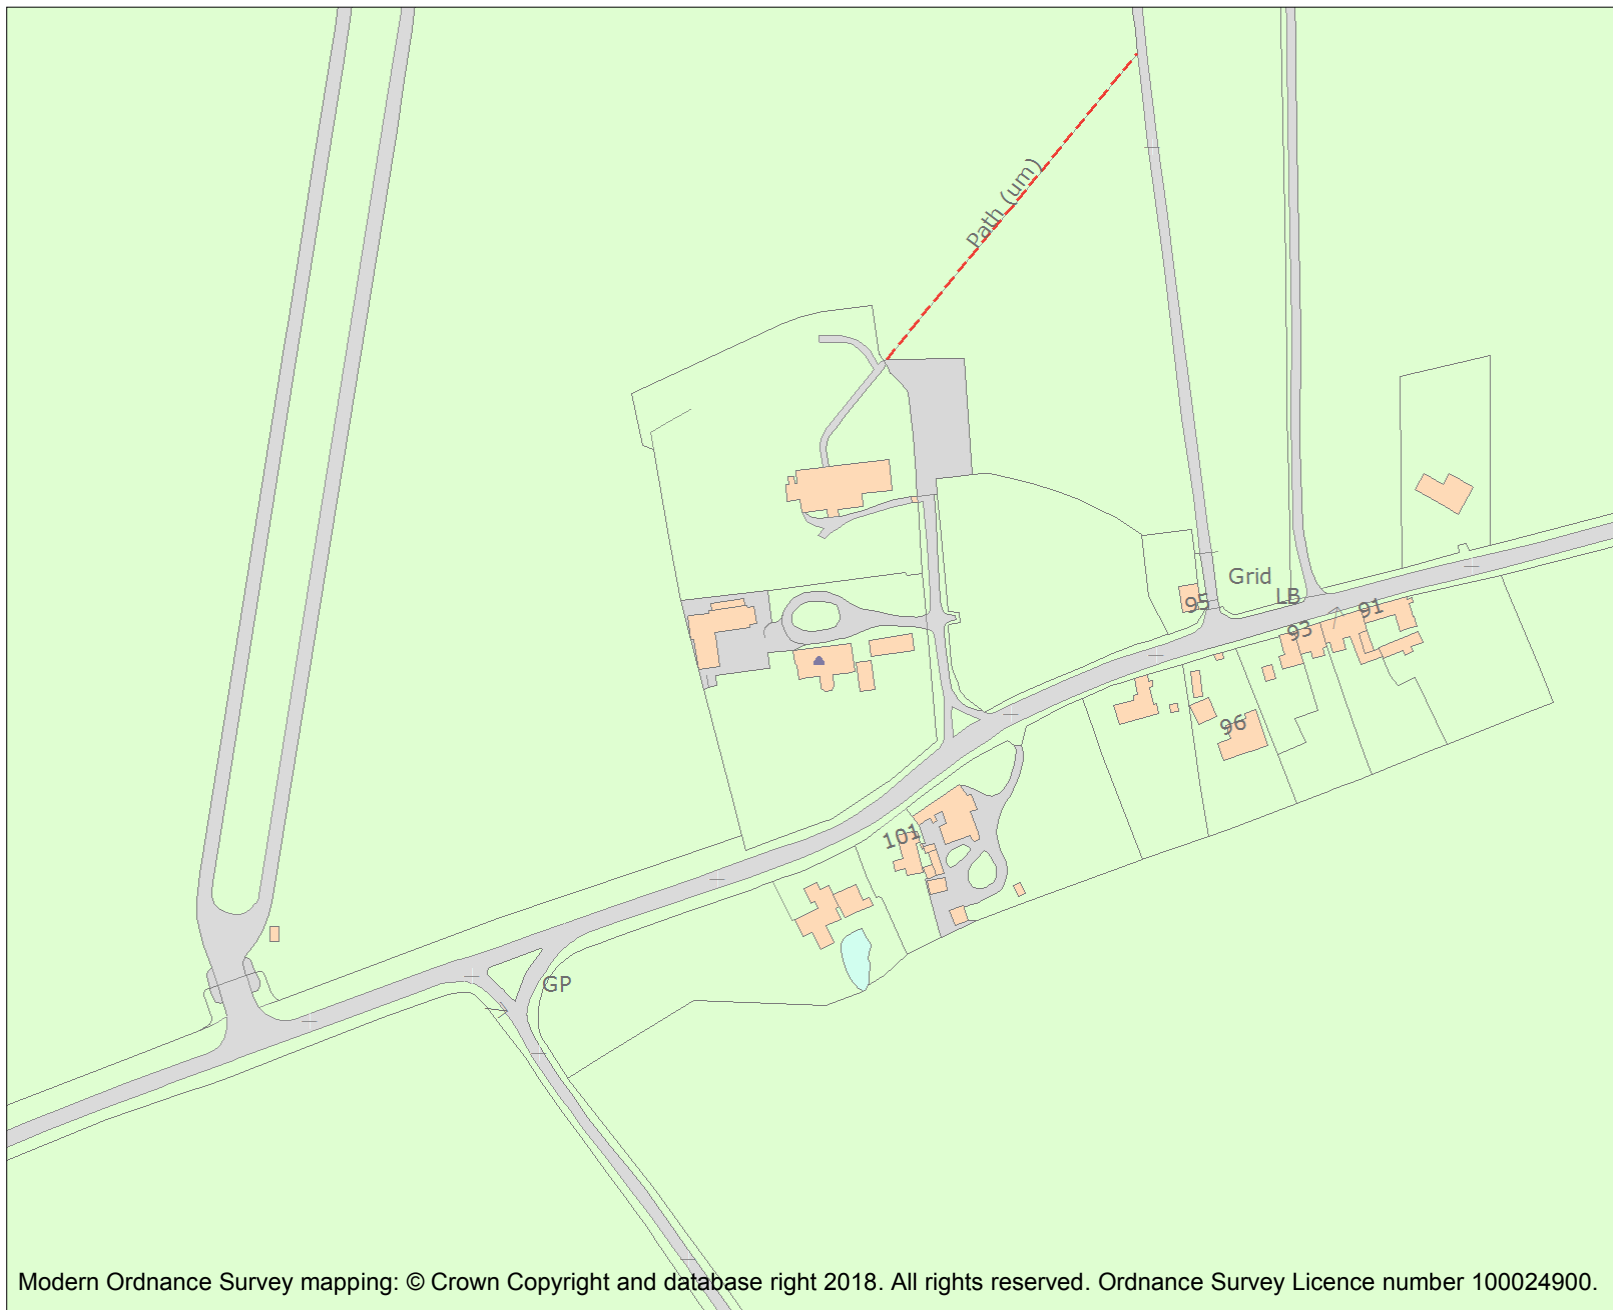 Path (um)
Grid
95
LB
91
93
96
101
GP
Modern Ordnance Survey mapping: © Crown Copyright and database right 2018. All rights reserved. Ordnance Survey Licence number 100024900.